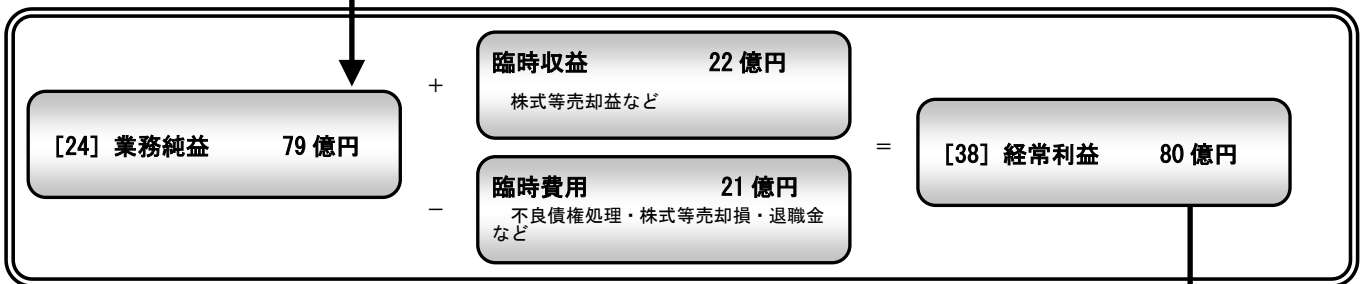 [24] 業務純益 79 億円
+
臨時収益 22 億円
株式等売却益など
−
臨時費用 21 億円
不良債権処理・株式等売却損・退職金
など
=
[38] 経常利益 80 億円